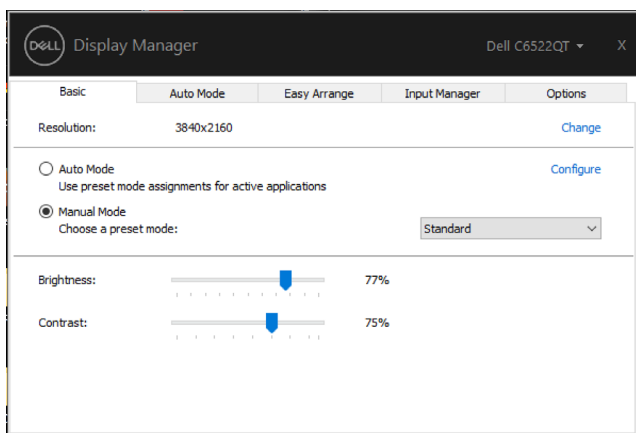 DELL Display Manager Dell C6522QT X
Basic Auto Mode Easy Arrange Input Manager Options
Resolution: 3840x2160 Change
Auto Mode Configure
Use preset mode assignments for active applications
Manual Mode
Choose a preset mode: Standard
Brightness: 77%
Contrast: 75%